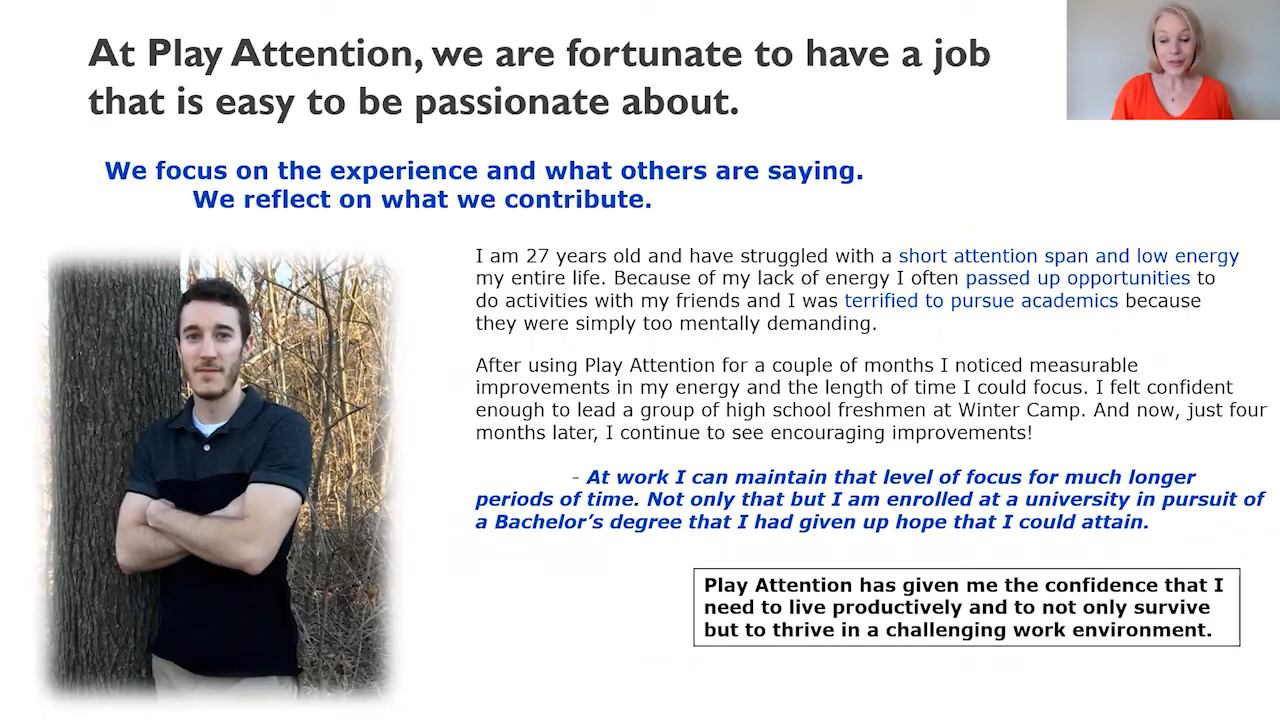 At Play Attention, we are fortunate to have a job
that is easy to be passionate about.
We focus on the experience and what others are saying.
We reflect on what we contribute.
I am 27 years old and have struggled with a short attention span and low energy
my entire life. Because of my lack of energy I often passed up opportunities to
do activities with my friends and I was terrified to pursue academics because
they were simply too mentally demanding.
After using Play Attention for a couple of months I noticed measurable
improvements in my energy and the length of time I could focus. I felt confident
enough to lead a group of high school freshmen at Winter Camp. And now, just four
months later, I continue to see encouraging improvements!
- At work I can maintain that level of focus for much longer
periods of time. Not only that but I am enrolled at a university in pursuit of
a Bachelor’s degree that I had given up hope that I could attain.
Play Attention has given me the confidence that I
need to live productively and to not only survive
but to thrive in a challenging work environment.